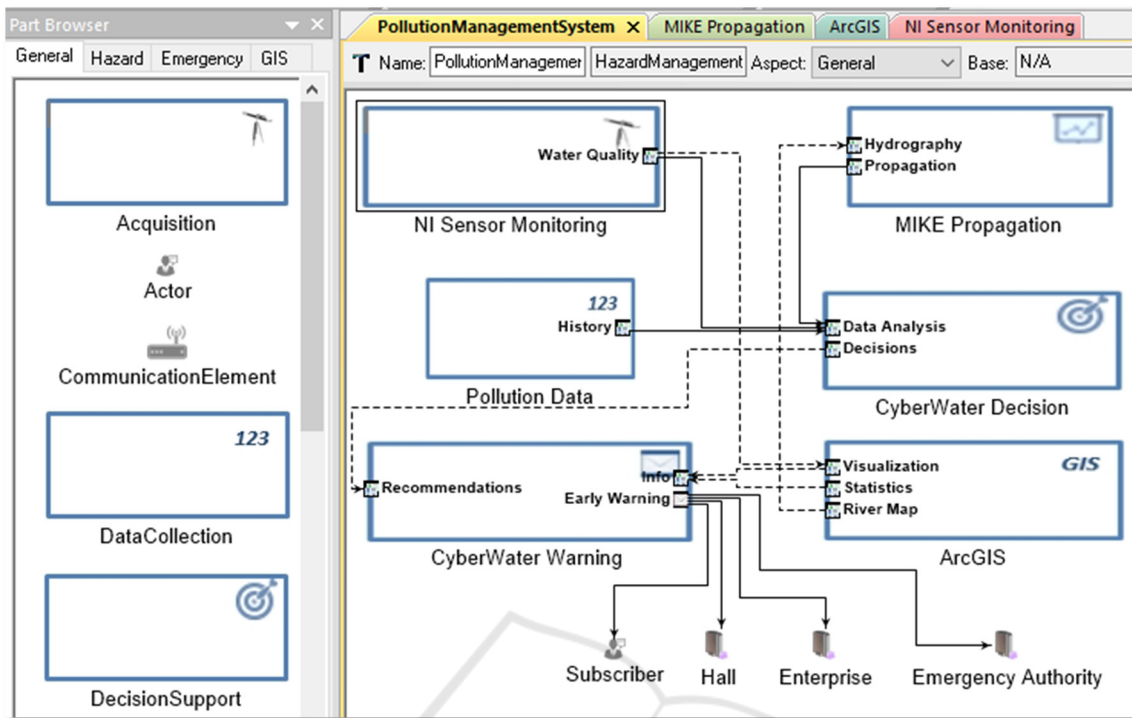 Part Browser
General Hazard Emergency GIS
Acquisition
Actor
CommunicationElement
123
DataCollection
DecisionSupport
PollutionManagementSystem X MIKE Propagation ArcGIS NI Sensor Monitoring
Name: PollutionManagemer HazardManagement Aspect: General Base: N/A
Water Quality
NI Sensor Monitoring
Hydrography
Propagation
MIKE Propagation
123
History
Pollution Data
Data Analysis
Decisions
CyberWater Decision
Recommendations
Info
Early Warning
CyberWater Warning
Visualization
GIS
Statistics
River Map
ArcGIS
Subscriber
Hall
Enterprise
Emergency Authority